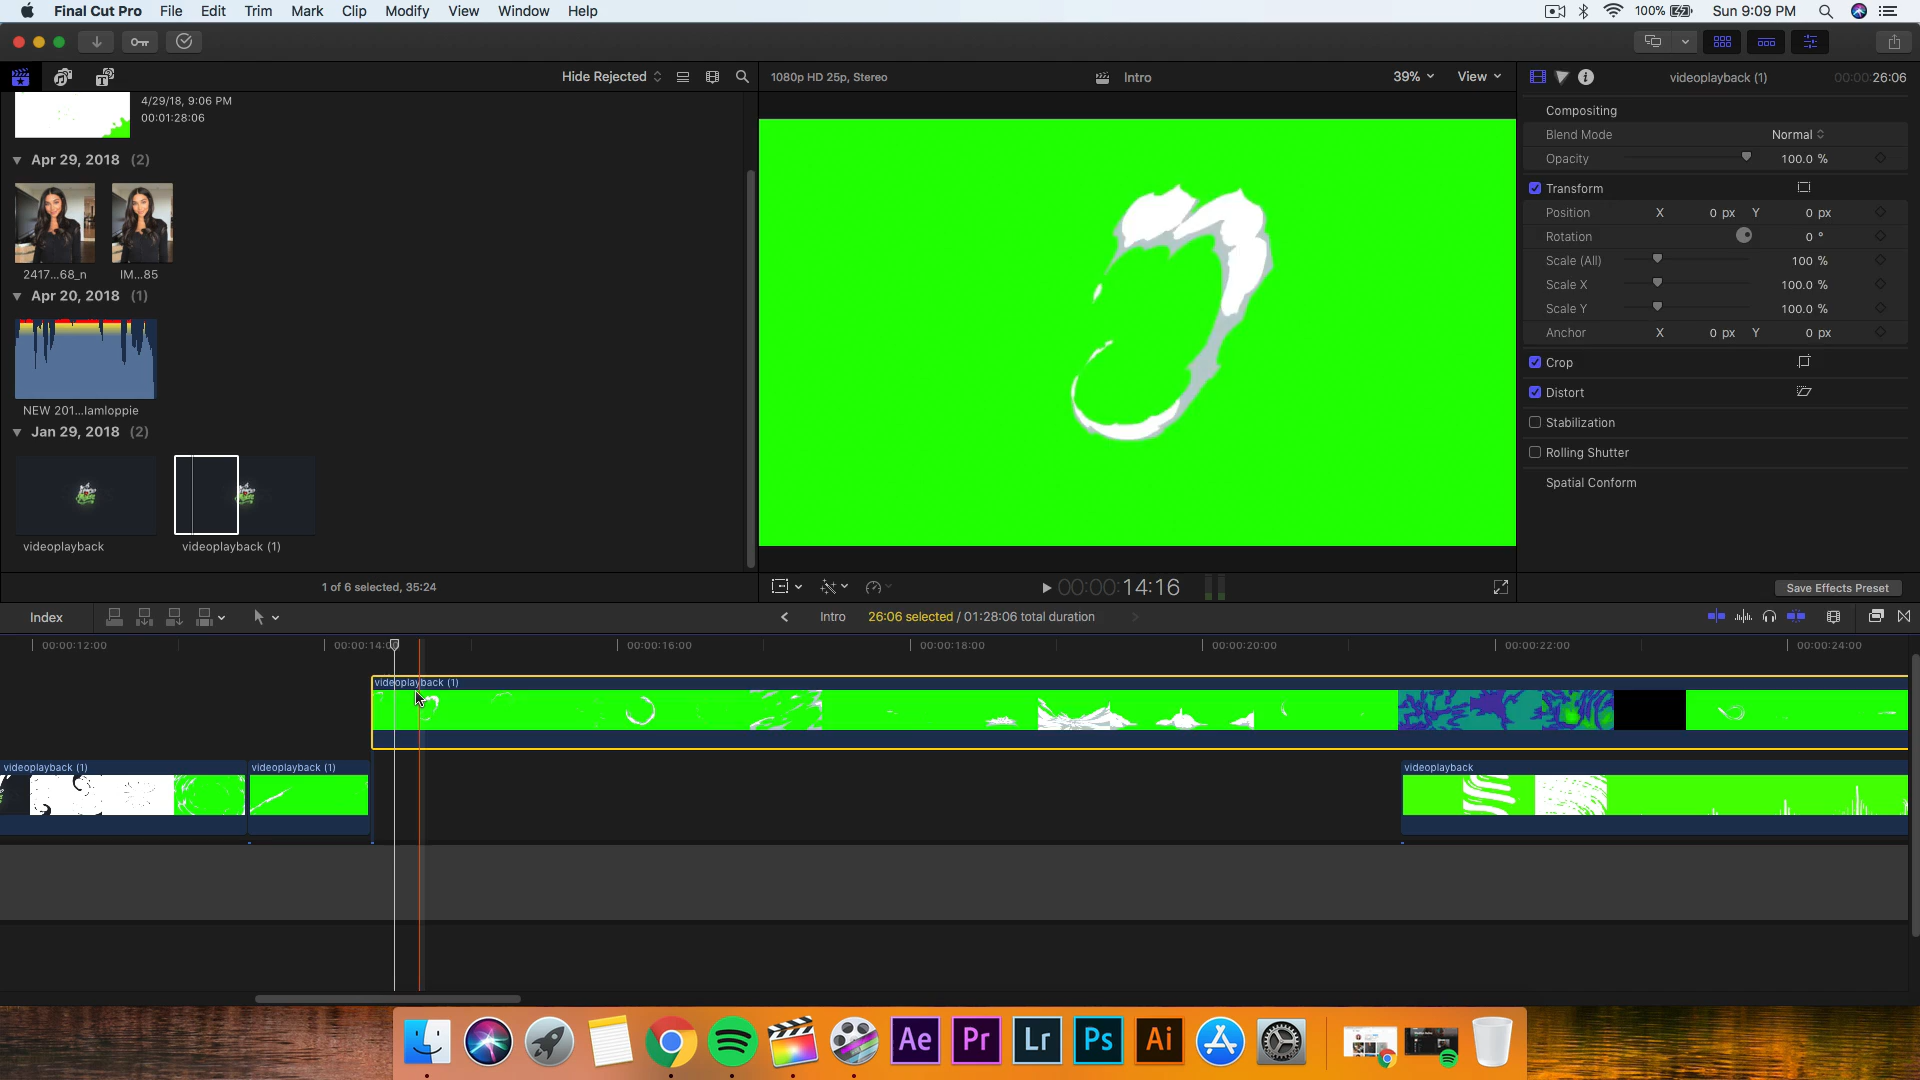 Final Cut Pro File Edit Trim Mark Clip Modify View Window Help 100% Sun 9:09 PM
Hide Rejected 1080p HD 25p, Stereo Intro 39% View videoplayback (1) 00:00:26:06
4/29/18, 9:06 PM
00:01:28:06
Apr 29, 2018 (2)
2417...68_n IM...85
Apr 20, 2018 (1)
NEW 201...Iamloppie
Jan 29, 2018 (2)
videoplayback videoplayback (1)
1 of 6 selected, 35:24
Compositing
Blend Mode Normal
Opacity 100.0 %
Transform
Position X 0 px Y 0 px
Rotation 0 °
Scale (All) 100 %
Scale X 100.0 %
Scale Y 100.0 %
Anchor X 0 px Y 0 px
Crop
Distort
Stabilization
Rolling Shutter
Spatial Conform
00:00:14:16
Save Effects Preset
Index Intro 26:06 selected / 01:28:06 total duration
00:00:12:00 00:00:16:00 00:00:18:00 00:00:20:00 00:00:22:00 00:00:24:00
videoplayback (1)
videoplayback (1) videoplayback (1) videoplayback
Ae Pr Lr Ps Ai